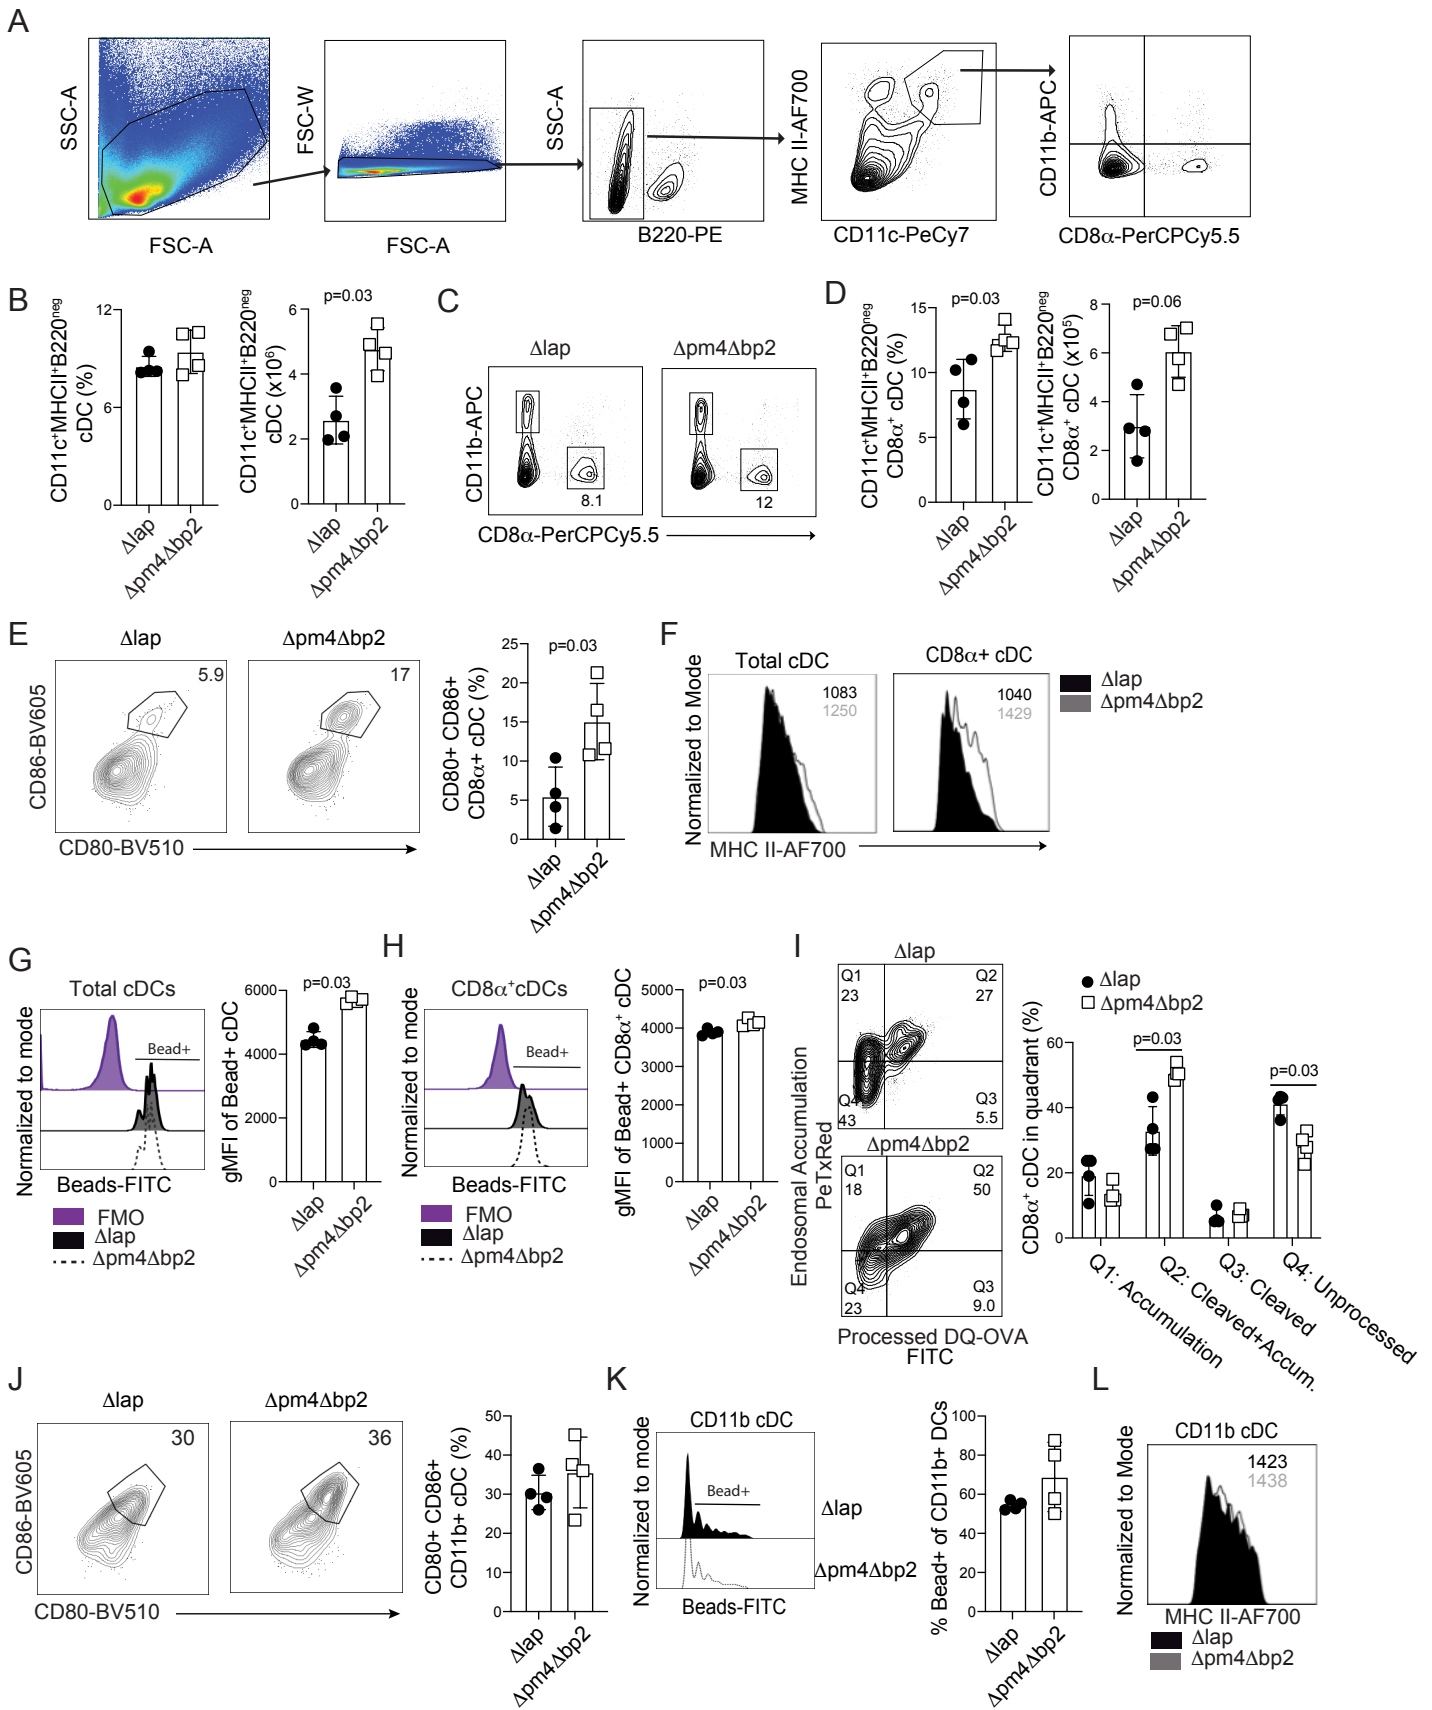 A
SSC-A
FSC-A
FSC-W
FSC-A
SSC-A
B220-PE
MHC II-AF700
CD11c-PeCy7
CD11b-APC
CD8α-PerCPCy5.5
B
CD11c⁺MHCII⁺B220ⁿᵉᵍ
cDC (%)
12
6
0
Δlap
Δpm4Δbp2
CD11c⁺MHCII⁺B220ⁿᵉᵍ
cDC (x10⁶)
p=0.03
6
4
2
0
Δlap
Δpm4Δbp2
C
Δlap
Δpm4Δbp2
CD11b-APC
8.1
12
CD8α-PerCPCy5.5
D
CD11c⁺MHCII⁺B220ⁿᵉᵍ
CD8α⁺ cDC (%)
p=0.03
15
10
5
0
Δlap
Δpm4Δbp2
CD11c⁺MHCII⁺B220ⁿᵉᵍ
CD8α⁺ cDC (x10⁵)
p=0.06
8
6
4
2
0
Δlap
Δpm4Δbp2
E
Δlap
Δpm4Δbp2
CD86-BV605
5.9
17
CD80-BV510
CD80+ CD86+
CD8α+ cDC (%)
p=0.03
25
20
15
10
5
0
Δlap
Δpm4Δbp2
F
Normalized to Mode
Total cDC
1083
1250
CD8α+ cDC
1040
1429
MHC II-AF700
Δlap
Δpm4Δbp2
G
Normalized to mode
Total cDCs
Bead+
Beads-FITC
FMO
Δlap
Δpm4Δbp2
gMFI of Bead+ cDC
p=0.03
6000
4000
2000
0
Δlap
Δpm4Δbp2
H
Normalized to mode
CD8α⁺cDCs
Bead+
Beads-FITC
FMO
Δlap
Δpm4Δbp2
gMFI of Bead+ CD8α⁺ cDC
p=0.03
5000
4000
3000
2000
1000
0
Δlap
Δpm4Δbp2
I
Δlap
Q1
23
Q2
27
Q4
43
Q3
5.5
Δpm4Δbp2
Q1
18
Q2
50
Q4
23
Q3
9.0
Endosomal Accumulation
PeTxRed
Processed DQ-OVA
FITC
Δlap
Δpm4Δbp2
CD8α⁺ cDC in quadrant (%)
60
40
20
0
p=0.03
p=0.03
Q1: Accumulation
Q2: Cleaved+Accum.
Q3: Cleaved
Q4: Unprocessed
J
Δlap
Δpm4Δbp2
CD86-BV605
30
36
CD80-BV510
CD80+ CD86+
CD11b+ cDC (%)
50
40
30
20
10
0
Δlap
Δpm4Δbp2
K
Normalized to mode
CD11b cDC
Bead+
Δlap
Δpm4Δbp2
Beads-FITC
% Bead+ of CD11b+ DCs
100
80
60
40
20
0
Δlap
Δpm4Δbp2
L
Normalized to Mode
CD11b cDC
1423
1438
MHC II-AF700
Δlap
Δpm4Δbp2